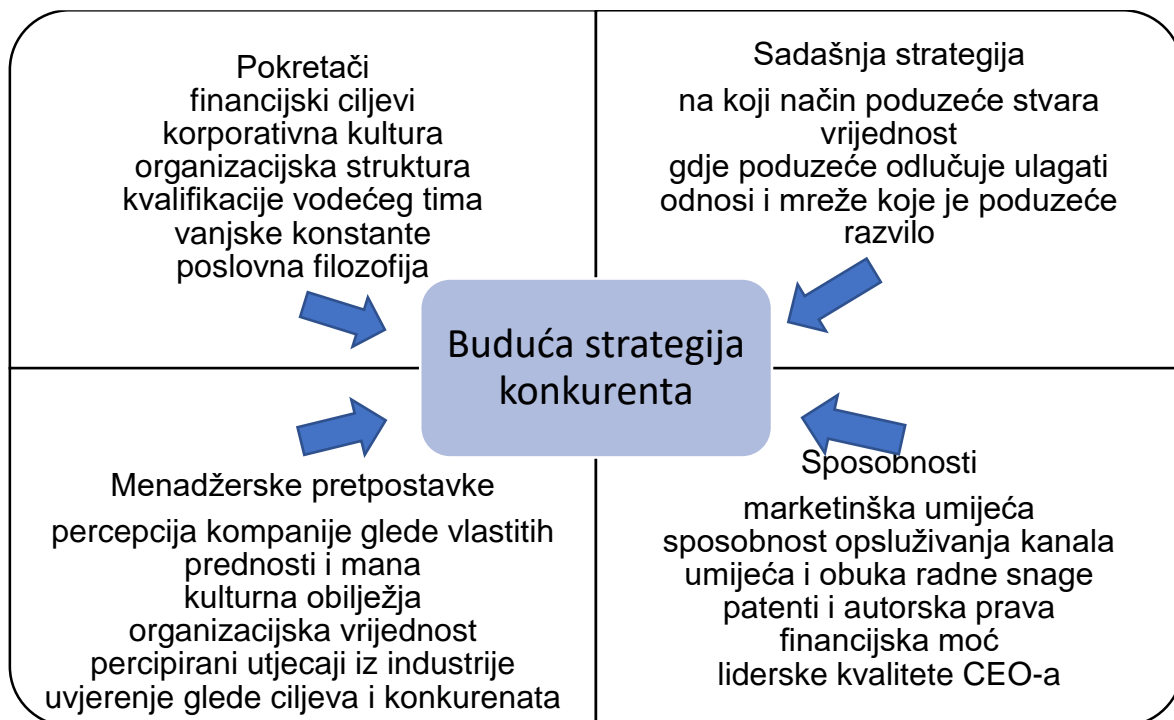 Pokretači
financijski ciljevi
korporativna kultura
organizacijska struktura
kvalifikacije vodećeg tima
vanjske konstante
poslovna filozofija
Sadašnja strategija
na koji način poduzeće stvara
vrijednost
gdje poduzeće odlučuje ulagati
odnosi i mreže koje je poduzeće
razvilo
Buduća strategija
konkurenta
Menadžerske pretpostavke
percepcija kompanije glede vlastitih
prednosti i mana
kulturna obilježja
organizacijska vrijednost
percipirani utjecaji iz industrije
uvjerenje glede ciljeva i konkurenata
Sposobnosti
marketinška umijeća
sposobnost opsluživanja kanala
umijeća i obuka radne snage
patenti i autorska prava
financijska moć
liderske kvalitete CEO-a